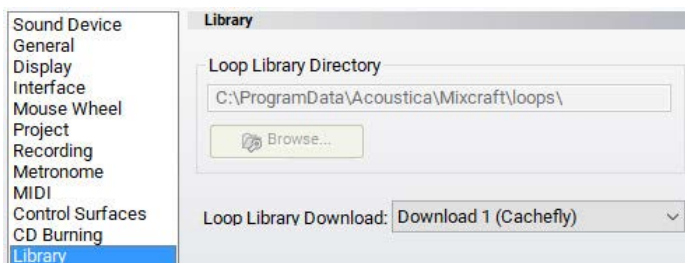 Sound Device
General
Display
Interface
Mouse Wheel
Project
Recording
Metronome
MIDI
Control Surfaces
CD Burning
Library
Library
Loop Library Directory
C:\ProgramData\Acoustica\Mixcraft\loops\
Browse...
Loop Library Download: Download 1 (Cachefly)